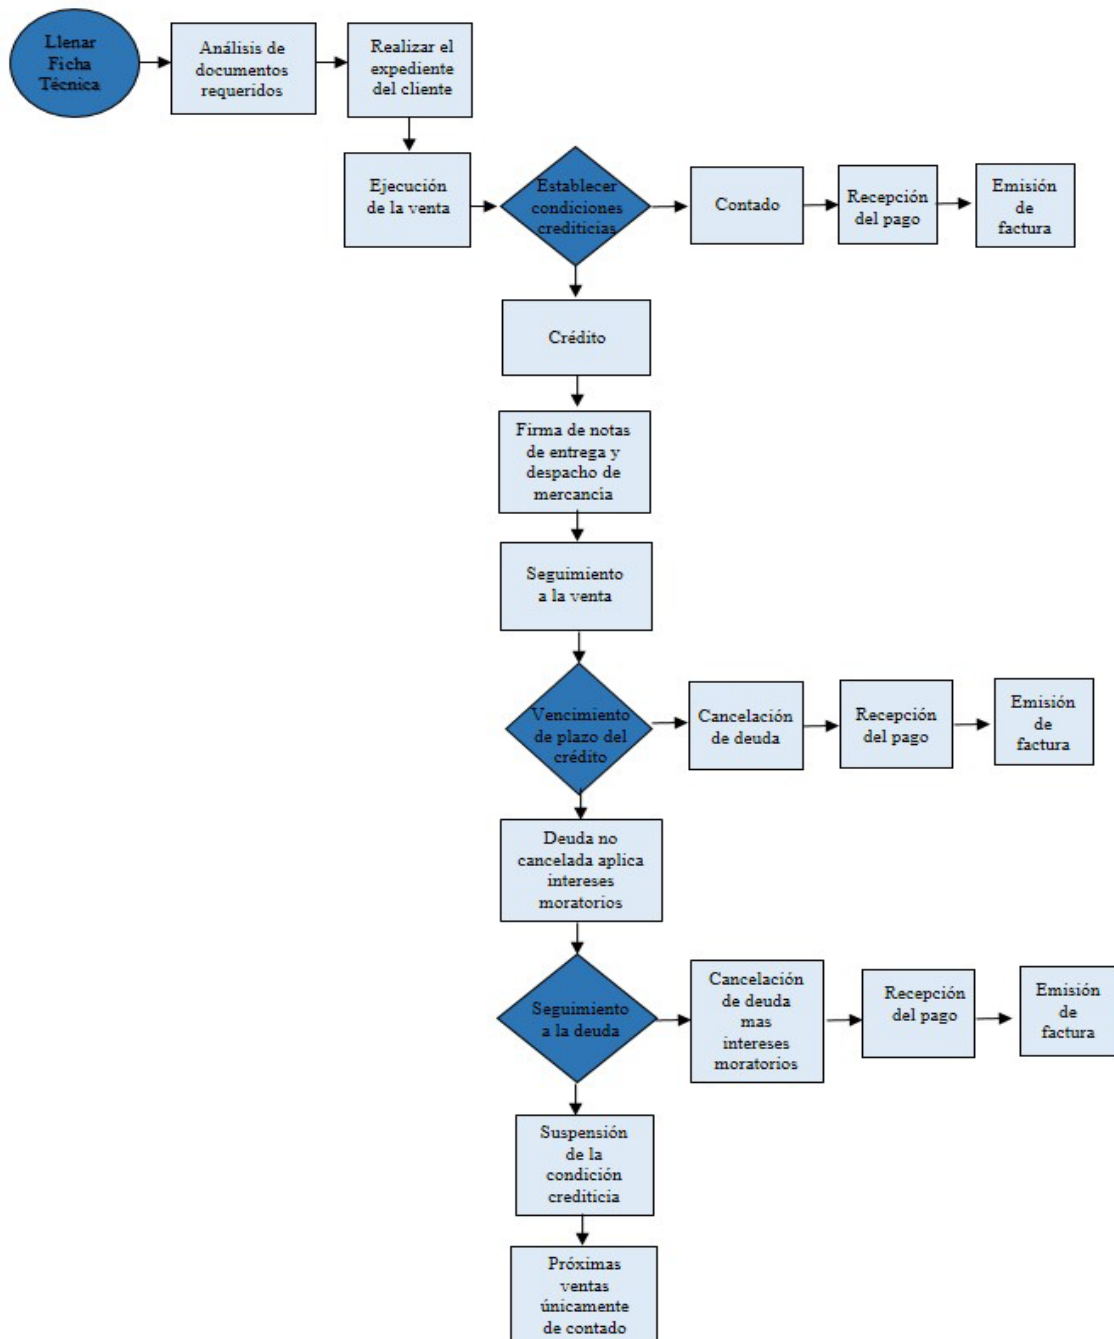 Llenar
Ficha
Técnica
Análisis de
documentos
requeridos
Realizar el
expediente
del cliente
Ejecución
de la venta
Establecer
condiciones
crediticias
Contado
Recepción
del pago
Emisión
de
factura
Crédito
Firma de notas
de entrega y
despacho de
mercancía
Seguimiento
a la venta
Vencimiento
de plazo del
crédito
Cancelación
de deuda
Recepción
del pago
Emisión
de
factura
Deuda no
cancelada aplica
intereses
moratorios
Seguimiento
a la deuda
Cancelación
de deuda
mas
intereses
moratorios
Recepción
del pago
Emisión
de
factura
Suspensión
de la
condición
crediticia
Próximas
ventas
únicamente
de contado